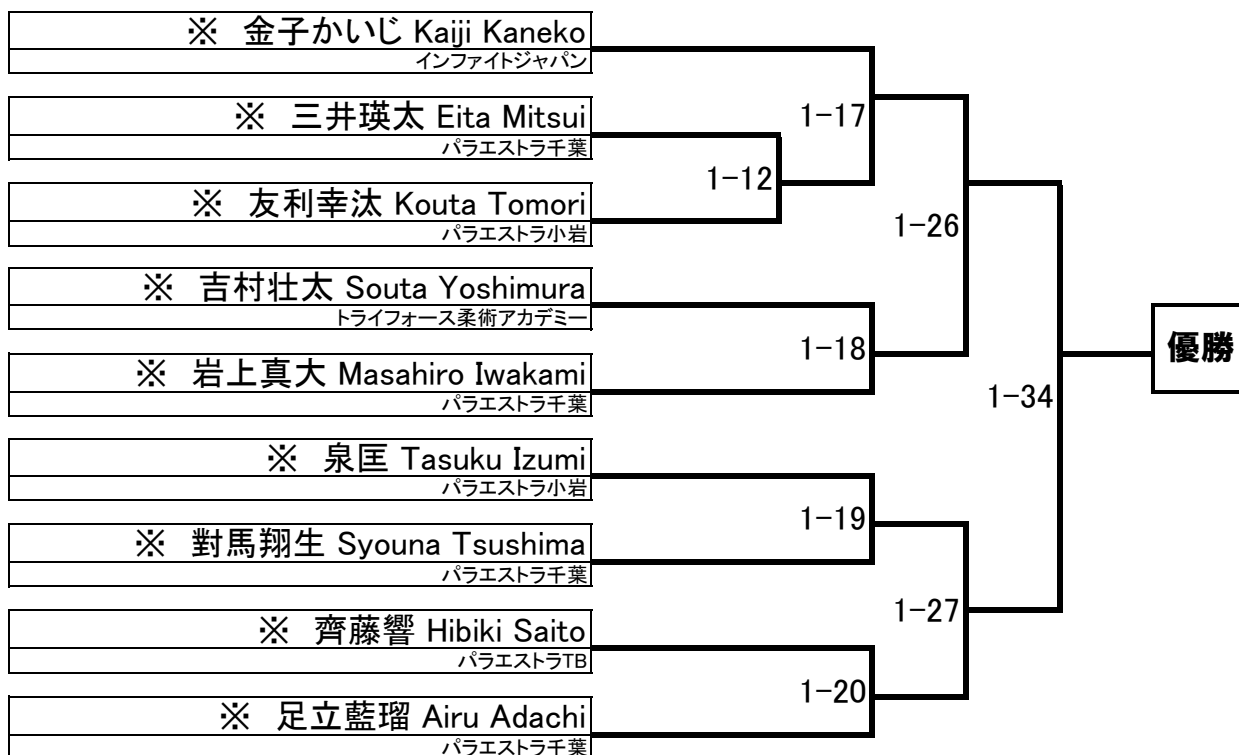 ※ 金子かいじ Kaiji Kaneko
インファイトジャパン
※ 三井瑛太 Eita Mitsui
パラエストラ千葉
※ 友利幸汰 Kouta Tomori
パラエストラ小岩
※ 吉村壮太 Souta Yoshimura
トライフォース柔術アカデミー
※ 岩上真大 Masahiro Iwakami
パラエストラ千葉
※ 泉匡 Tasuku Izumi
パラエストラ小岩
※ 對馬翔生 Syouna Tsushima
パラエストラ千葉
※ 齊藤響 Hibiki Saito
パラエストラTB
※ 足立藍瑠 Airu Adachi
パラエストラ千葉
1-12
1-17
1-18
1-19
1-20
1-26
1-27
1-34
優勝